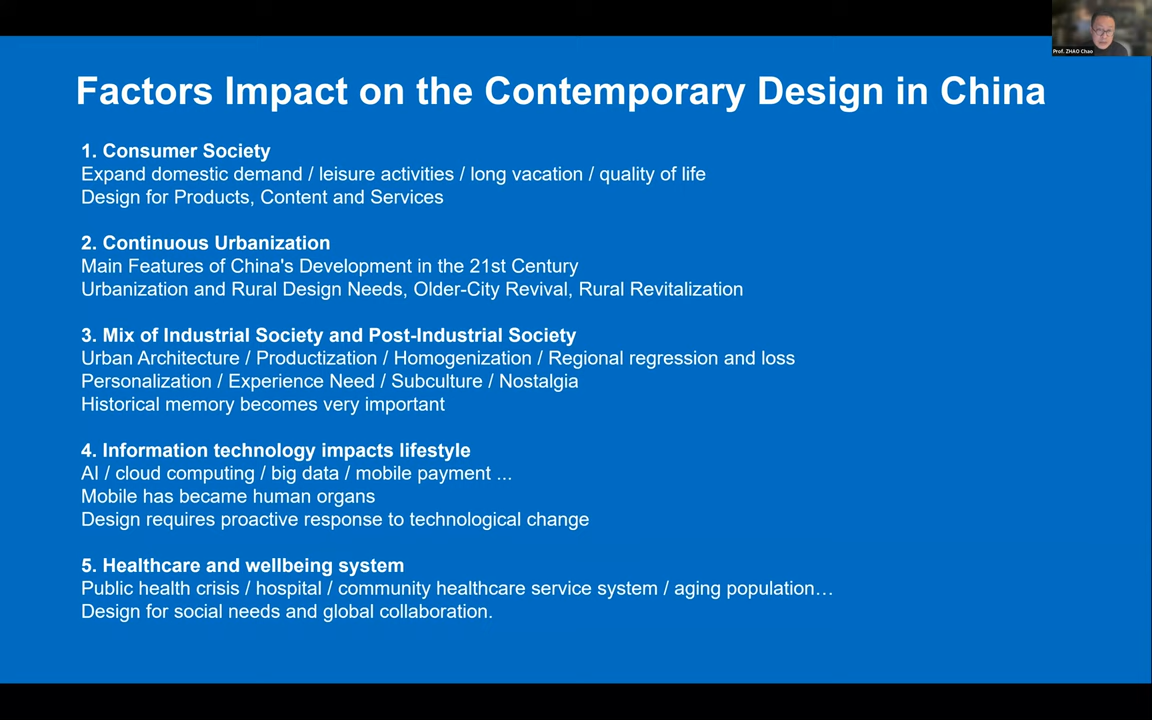 Prof. ZHAO Chao
Factors Impact on the Contemporary Design in China
1. Consumer Society
Expand domestic demand / leisure activities / long vacation / quality of life
Design for Products, Content and Services
2. Continuous Urbanization
Main Features of China's Development in the 21st Century
Urbanization and Rural Design Needs, Older-City Revival, Rural Revitalization
3. Mix of Industrial Society and Post-Industrial Society
Urban Architecture / Productization / Homogenization / Regional regression and loss
Personalization / Experience Need / Subculture / Nostalgia
Historical memory becomes very important
4. Information technology impacts lifestyle
AI / cloud computing / big data / mobile payment ...
Mobile has became human organs
Design requires proactive response to technological change
5. Healthcare and wellbeing system
Public health crisis / hospital / community healthcare service system / aging population…
Design for social needs and global collaboration.